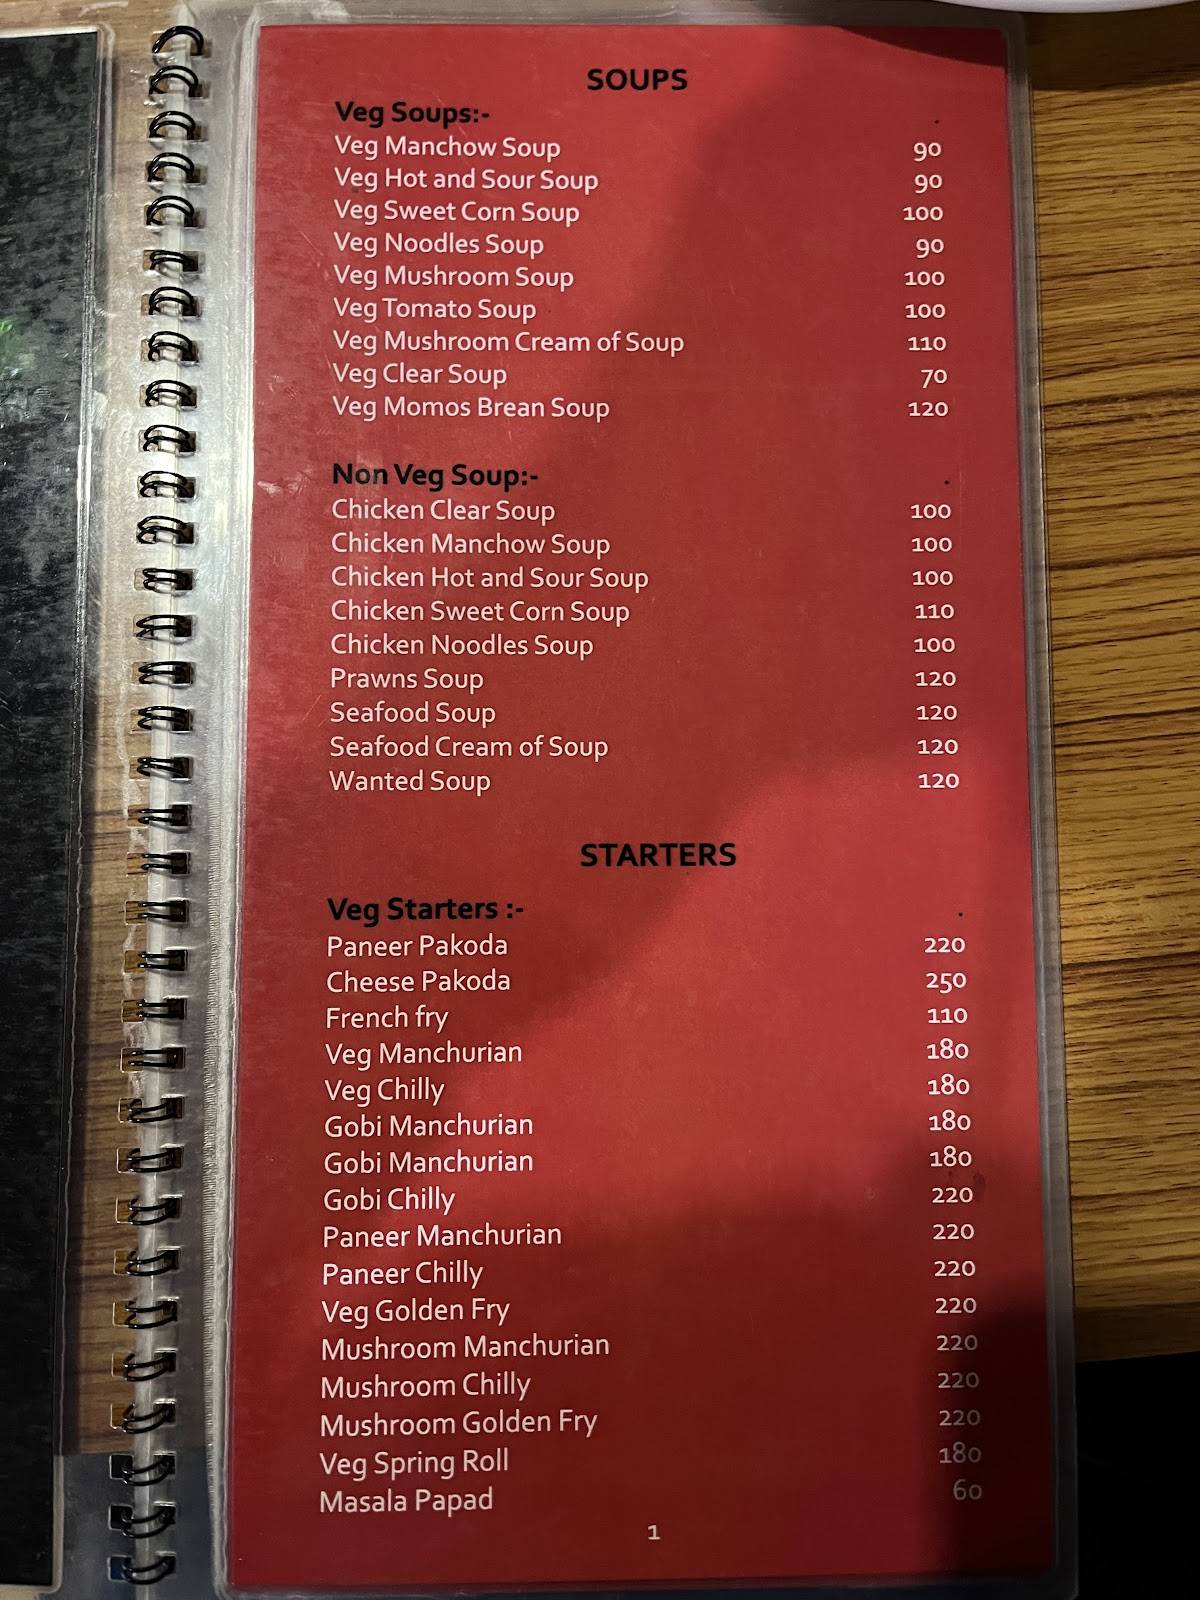 SOUPS
Veg Soups:- .
Veg Manchow Soup 90
Veg Hot and Sour Soup 90
Veg Sweet Corn Soup 100
Veg Noodles Soup 90
Veg Mushroom Soup 100
Veg Tomato Soup 100
Veg Mushroom Cream of Soup 110
Veg Clear Soup 70
Veg Momos Brean Soup 120
Non Veg Soup:- .
Chicken Clear Soup 100
Chicken Manchow Soup 100
Chicken Hot and Sour Soup 100
Chicken Sweet Corn Soup 110
Chicken Noodles Soup 100
Prawns Soup 120
Seafood Soup 120
Seafood Cream of Soup 120
Wanted Soup 120
STARTERS
Veg Starters :- .
Paneer Pakoda 220
Cheese Pakoda 250
French fry 110
Veg Manchurian 180
Veg Chilly 180
Gobi Manchurian 180
Gobi Manchurian 180
Gobi Chilly 220
Paneer Manchurian 220
Paneer Chilly 220
Veg Golden Fry 220
Mushroom Manchurian 220
Mushroom Chilly 220
Mushroom Golden Fry 220
Veg Spring Roll 180
Masala Papad 60
1